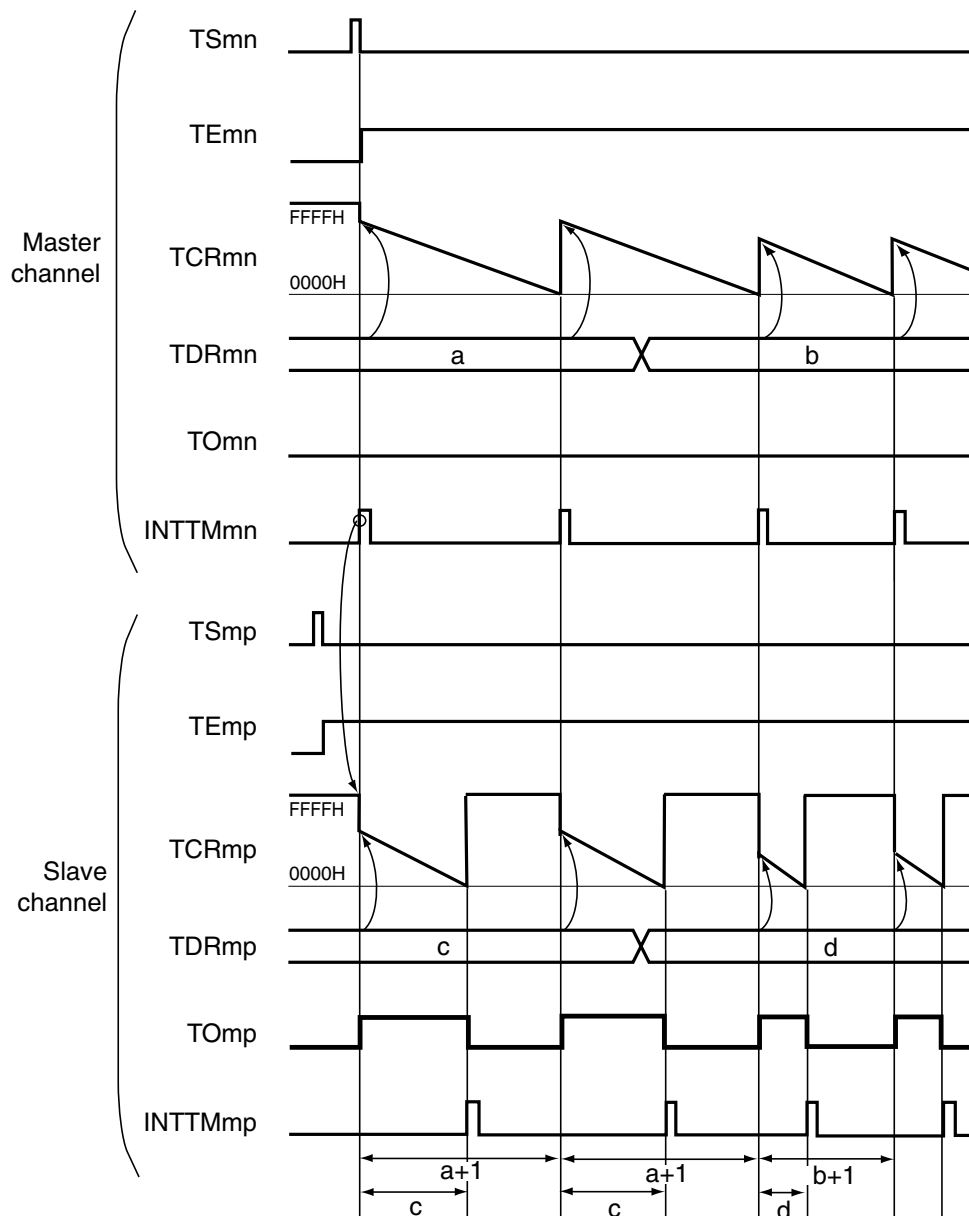 TSmn
TEmn
FFFFH
Master
channel
TCRmn
0000H
TDRmn
a
b
TOmn
INTTMmn
TSmp
TEmp
FFFFH
TCRmp
0000H
Slave
channel
TDRmp
c
d
TOmp
INTTMmp
a+1
a+1
b+1
c
c
d